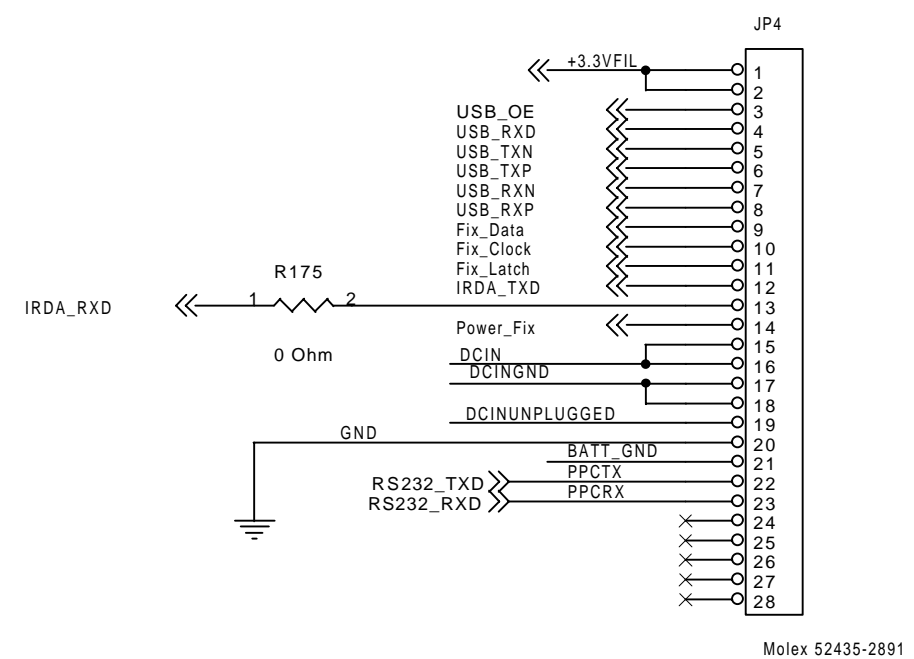 JP4
+3.3VFIL 1
2
USB_OE 3
USB_RXD 4
USB_TXN 5
USB_TXP 6
USB_RXN 7
USB_RXP 8
Fix_Data 9
Fix_Clock 10
Fix_Latch 11
R175
IRDA_TXD 12
IRDA_RXD 1 2 13
Power_Fix 14
0 Ohm
15
DCIN 16
DCINGND 17
18
DCINUNPLUGGED 19
GND 20
BATT_GND 21
RS232_TXD PPCTX 22
RS232_RXD PPCRX 23
24
25
26
27
28
Molex 52435-2891